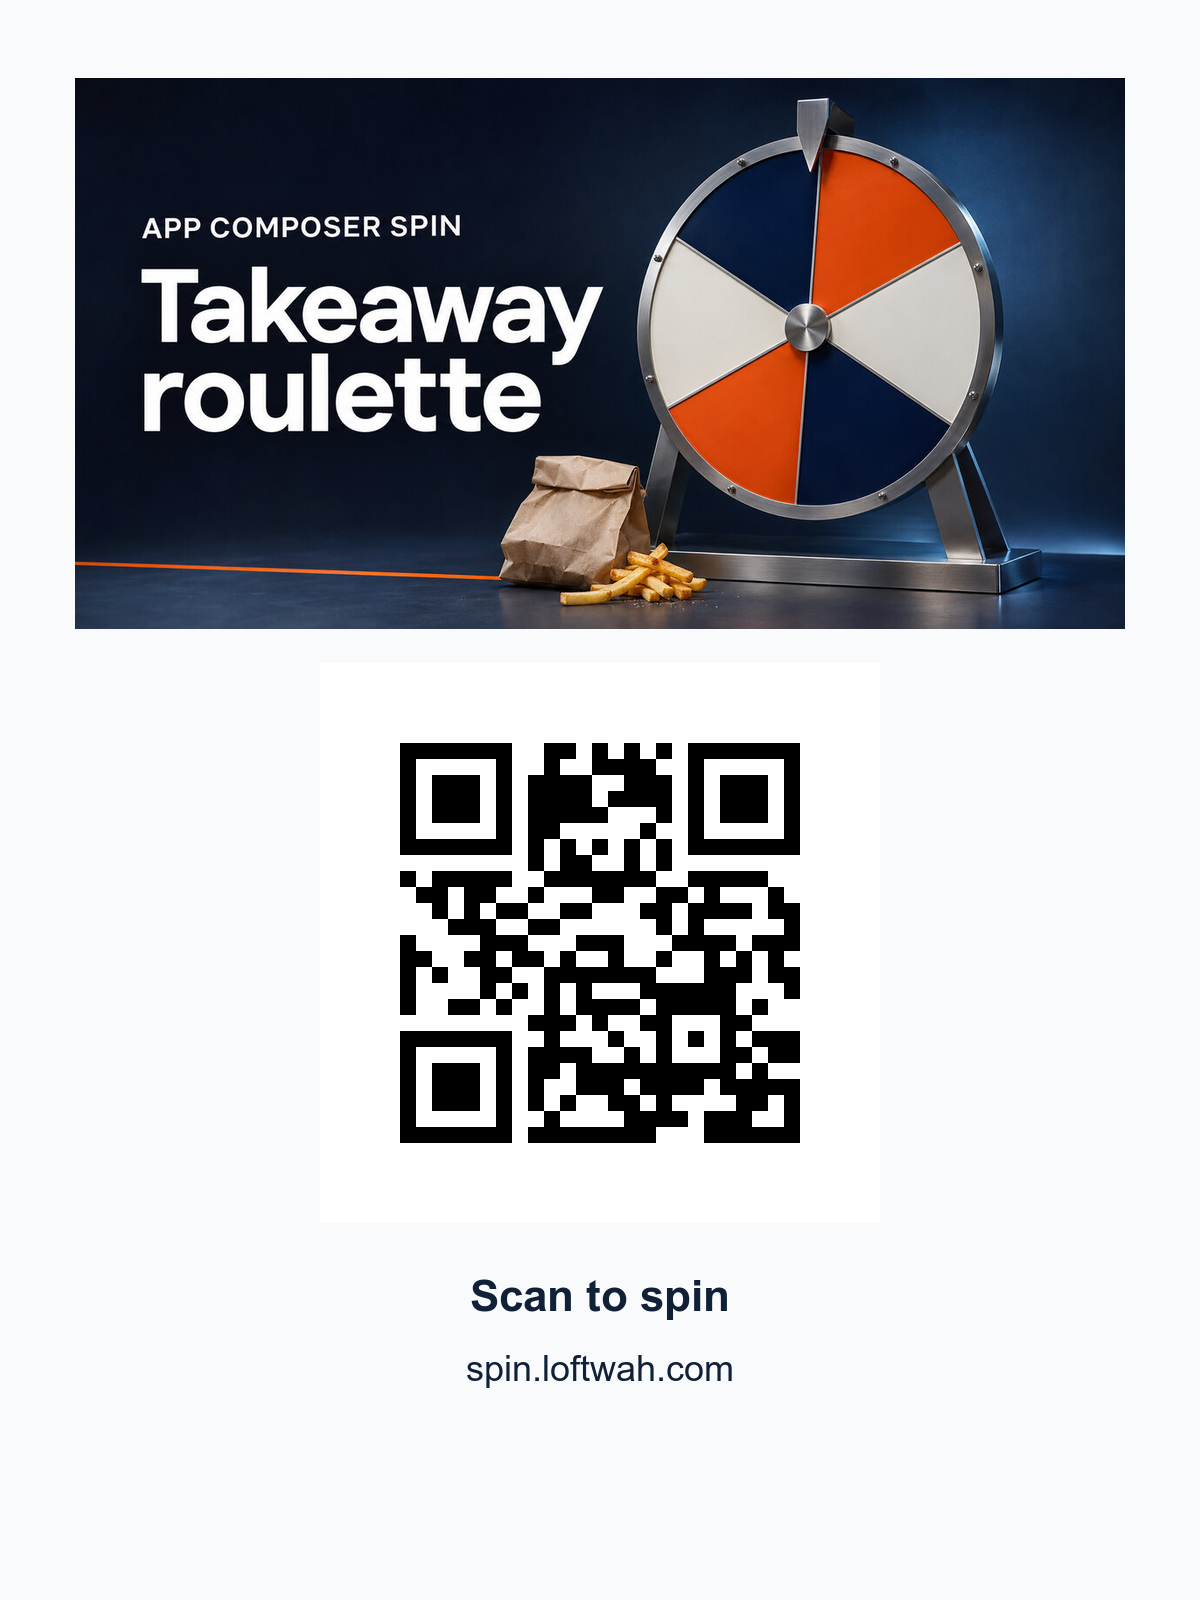 APP COMPOSER SPIN
Takeaway
roulette
Scan to spin
spin.loftwah.com